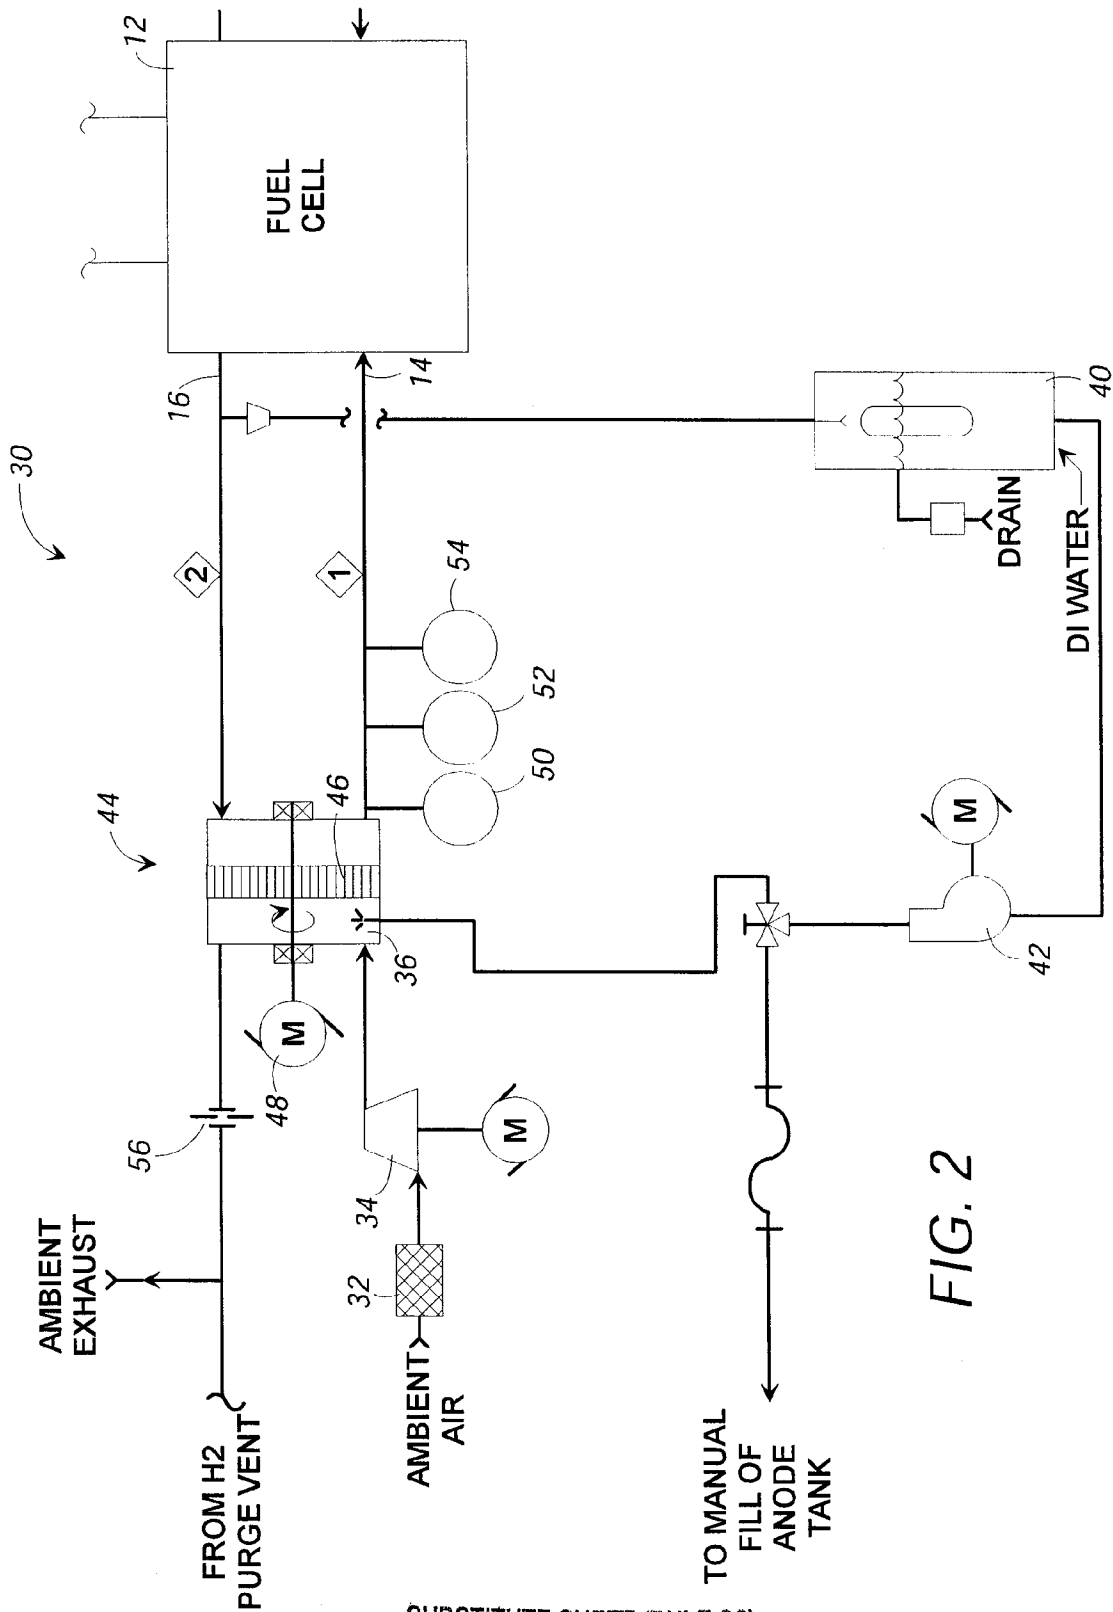 30
12
FUEL
CELL
16
14
2
1
44
46
54
52
50
36
M
48
56
34
M
32
AMBIENT
EXHAUST
FROM H2
PURGE VENT
AMBIENT
AIR
40
DRAIN
DI WATER
M
42
TO MANUAL
FILL OF
ANODE
TANK
FIG. 2